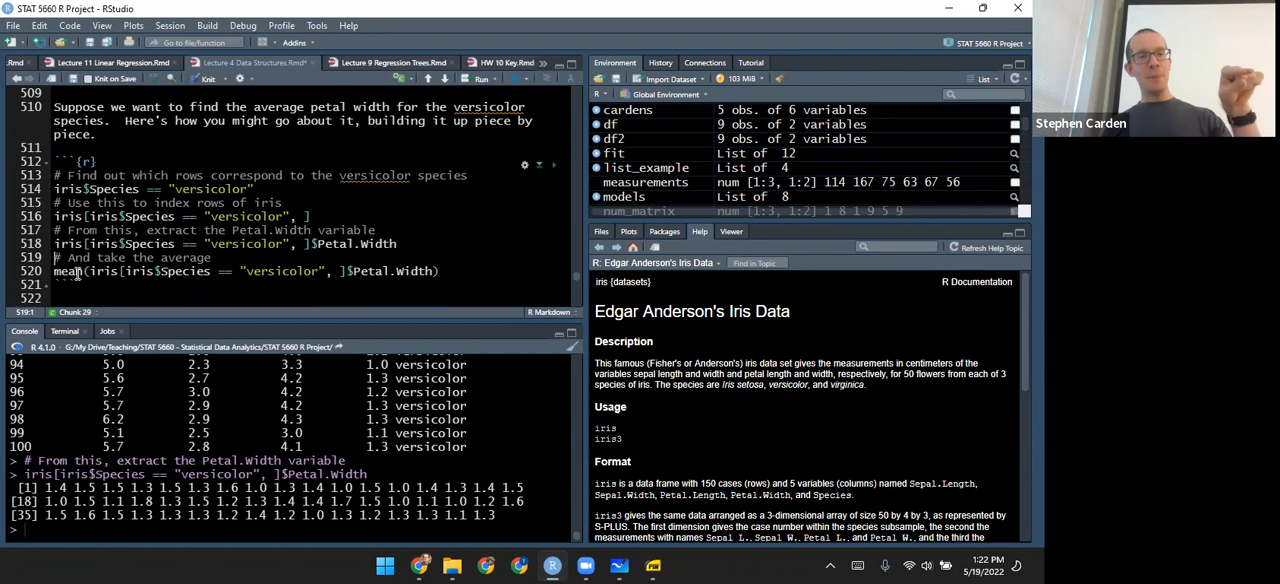 STAT 5660 R Project - RStudio
File Edit Code View Plots Session Build Debug Profile Tools Help
Go to file/function Addins STAT 5660 R Project
.Rmd Lecture 11 Linear Regression.Rmd Lecture 4 Data Structures.Rmd* Lecture 9 Regression Trees.Rmd HW 10 Key.Rmd
Knit on Save Knit Run
509
510 Suppose we want to find the average petal width for the versicolor
species. Here's how you might go about it, building it up piece by
piece.
511
512 ```{r}
513 # Find out which rows correspond to the versicolor species
514 iris$Species == "versicolor"
515 # Use this to index rows of iris
516 iris[iris$Species == "versicolor", ]
517 # From this, extract the Petal.Width variable
518 iris[iris$Species == "versicolor", ]$Petal.Width
519 # And take the average
520 mean(iris[iris$Species == "versicolor", ]$Petal.Width)
521 ```
522
519:1 Chunk 29 R Markdown
Console Terminal Jobs
R 4.1.0 · G:/My Drive/Teaching/STAT 5660 - Statistical Data Analytics/STAT 5660 R Project/
94 5.0 2.3 3.3 1.0 versicolor
95 5.6 2.7 4.2 1.3 versicolor
96 5.7 3.0 4.2 1.2 versicolor
97 5.7 2.9 4.2 1.3 versicolor
98 6.2 2.9 4.3 1.3 versicolor
99 5.1 2.5 3.0 1.1 versicolor
100 5.7 2.8 4.1 1.3 versicolor
> # From this, extract the Petal.Width variable
> iris[iris$Species == "versicolor", ]$Petal.Width
[1] 1.4 1.5 1.5 1.3 1.5 1.3 1.6 1.0 1.3 1.4 1.0 1.5 1.0 1.4 1.3 1.4 1.5
[18] 1.0 1.5 1.1 1.8 1.3 1.5 1.2 1.3 1.4 1.4 1.7 1.5 1.0 1.1 1.0 1.2 1.6
[35] 1.5 1.6 1.5 1.3 1.3 1.3 1.2 1.4 1.2 1.0 1.3 1.2 1.3 1.3 1.1 1.3
>
Environment History Connections Tutorial
Import Dataset 103 MiB List
R Global Environment
cardens 5 obs. of 6 variables
df 9 obs. of 2 variables
df2 9 obs. of 2 variables
fit List of 12
list_example List of 4
measurements num [1:3, 1:2] 114 167 75 63 67 56
models List of 8
num_matrix num [1:3, 1:2] 1 8 1 9 5 9
Files Plots Packages Help Viewer
Refresh Help Topic
R: Edgar Anderson's Iris Data Find in Topic
iris {datasets} R Documentation
Edgar Anderson's Iris Data
Description
This famous (Fisher's or Anderson's) iris data set gives the measurements in centimeters of the
variables sepal length and width and petal length and width, respectively, for 50 flowers from each of 3
species of iris. The species are Iris setosa, versicolor, and virginica.
Usage
iris
iris3
Format
iris is a data frame with 150 cases (rows) and 5 variables (columns) named Sepal.Length,
Sepal.Width, Petal.Length, Petal.Width, and Species.
iris3 gives the same data arranged as a 3-dimensional array of size 50 by 4 by 3, as represented by
S-PLUS. The first dimension gives the case number within the species subsample, the second the
measurements with names Sepal L., Sepal W., Petal L., and Petal W., and the third the
Stephen Carden
1:22 PM
5/19/2022